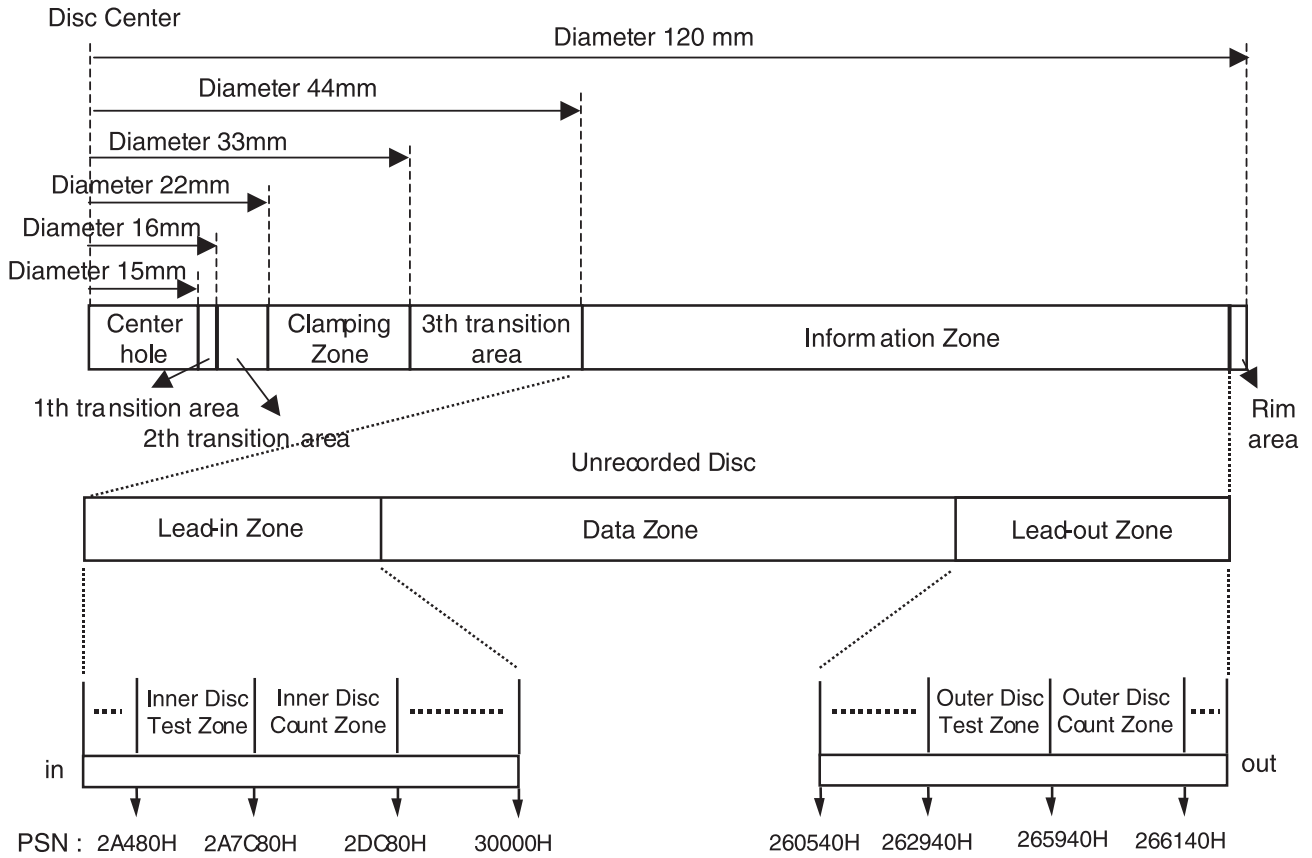 Disc Center
Diameter 120 mm
Diameter 44mm
Diameter 33mm
Diameter 22mm
Diameter 16mm
Diameter 15mm
Center
hole
Clamping
Zone
3th transition
area
Information Zone
1th transition area
2th transition area
Rim
area
Unrecorded Disc
Lead-in Zone
Data Zone
Lead-out Zone
Inner Disc
Test Zone
Inner Disc
Count Zone
Outer Disc
Test Zone
Outer Disc
Count Zone
in
out
PSN : 2A480H 2A7C80H 2DC80H 30000H 260540H 262940H 265940H 266140H